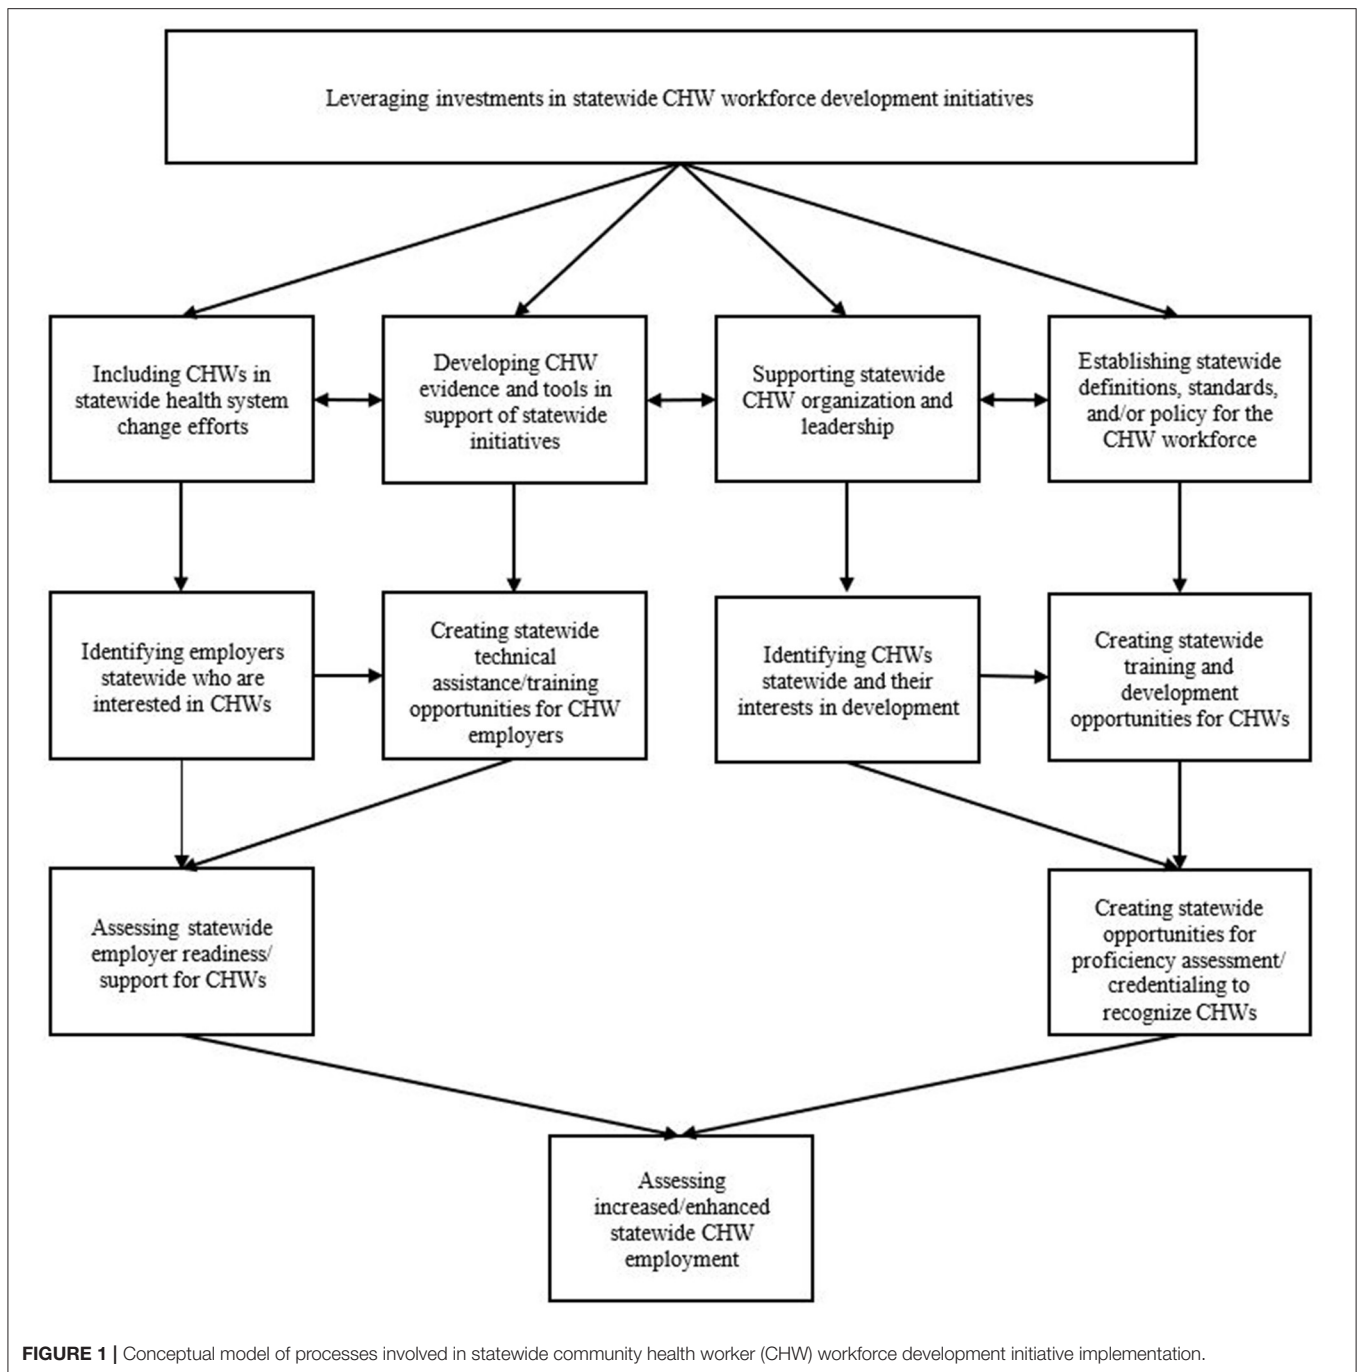 Leveraging investments in statewide CHW workforce development initiatives
Including CHWs in
statewide health system
change efforts
Developing CHW
evidence and tools in
support of statewide
initiatives
Supporting statewide
CHW organization and
leadership
Establishing statewide
definitions, standards,
and/or policy for the
CHW workforce
Identifying employers
statewide who are
interested in CHWs
Creating statewide
technical
assistance/training
opportunities for CHW
employers
Identifying CHWs
statewide and their
interests in development
Creating statewide
training and
development
opportunities for CHWs
Assessing statewide
employer readiness/
support for CHWs
Creating statewide
opportunities for
proficiency assessment/
credentialing to
recognize CHWs
Assessing
increased/enhanced
statewide CHW
employment
FIGURE 1 | Conceptual model of processes involved in statewide community health worker (CHW) workforce development initiative implementation.